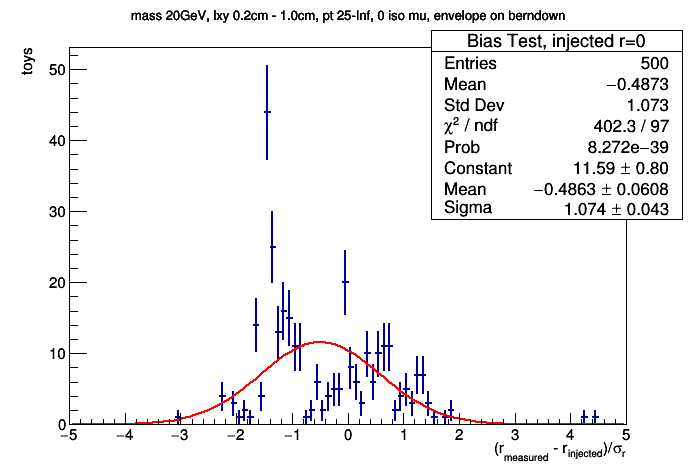 mass 20GeV, lxy 0.2cm - 1.0cm, pt 25-Inf, 0 iso mu, envelope on berndown
Bias Test, injected r=0
Entries 500
Mean −0.4873
Std Dev 1.073
χ² / ndf 402.3 / 97
Prob 8.272e−39
Constant 11.59 ± 0.80
Mean −0.4863 ± 0.0608
Sigma 1.074 ± 0.043
toys
50
40
30
20
10
0
−5 −4 −3 −2 −1 0 1 2 3 4 5
(r_measured - r_injected)/σ_r